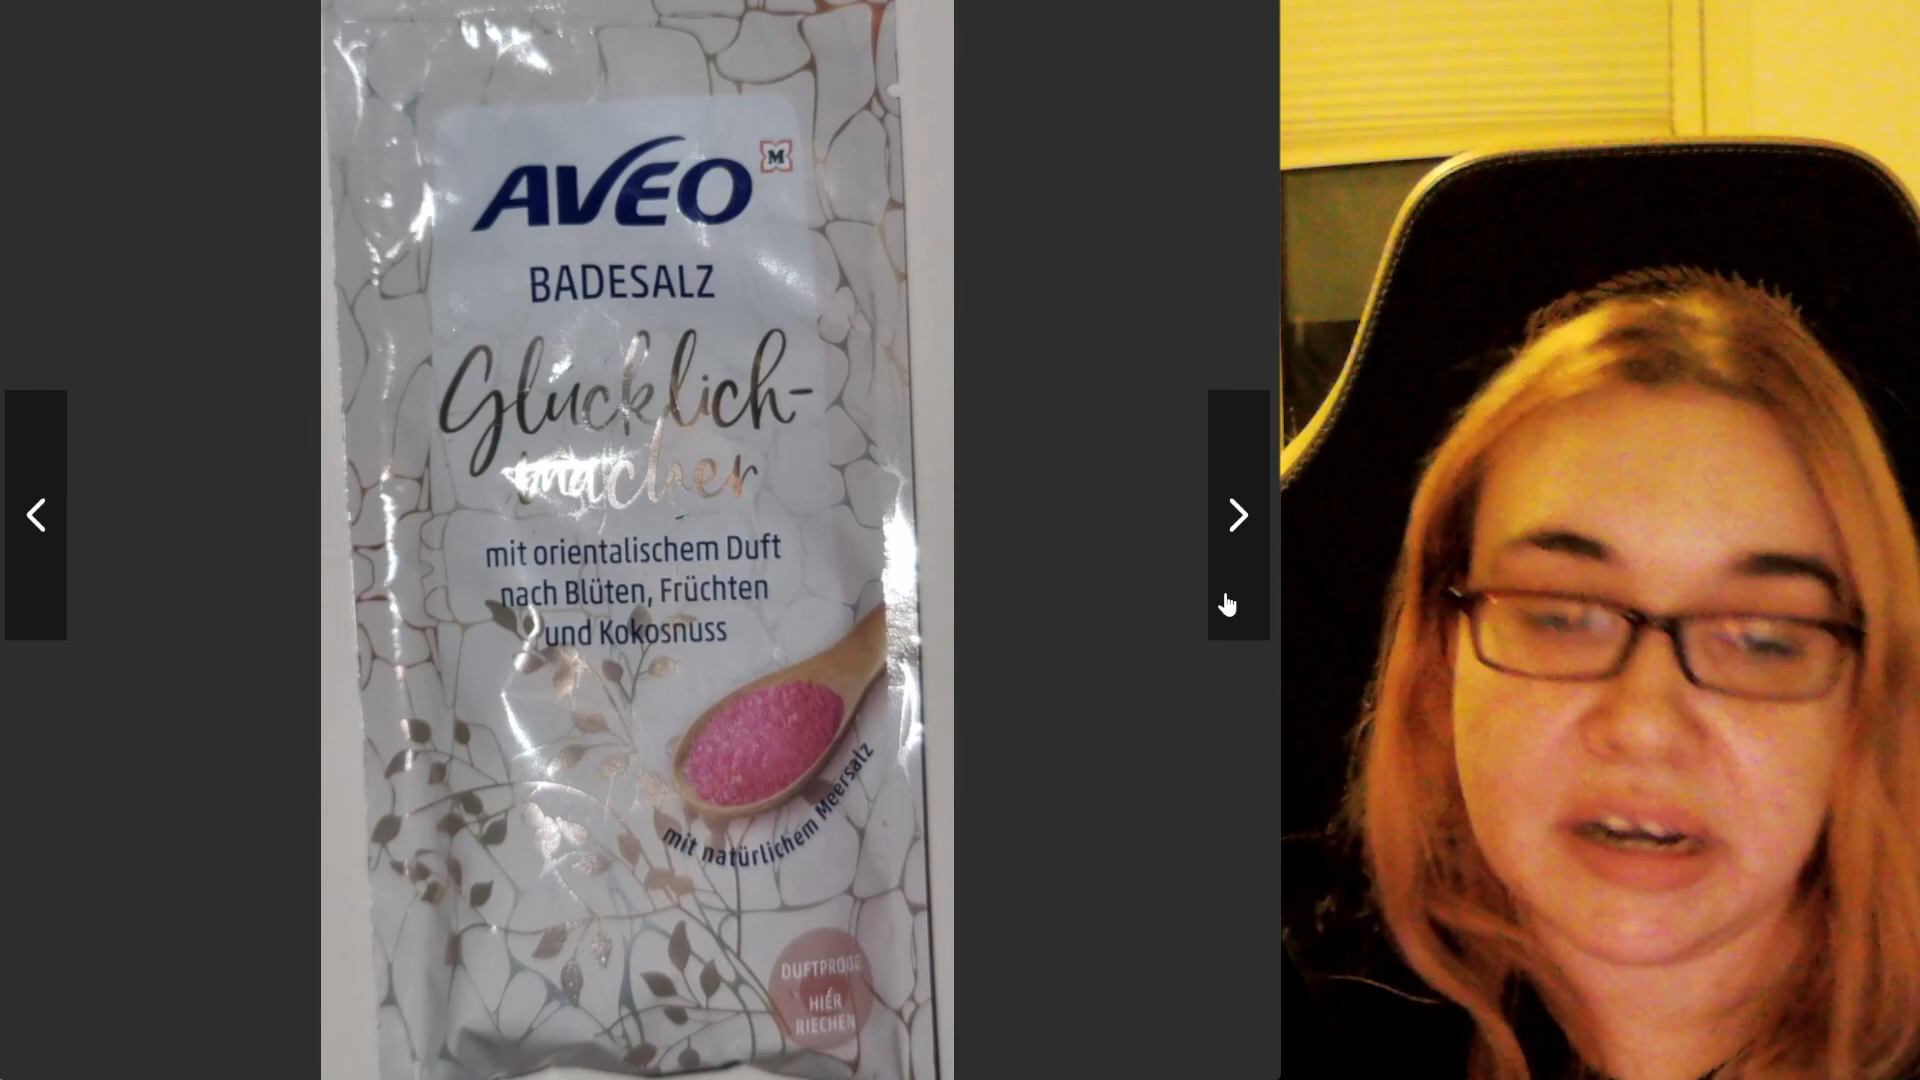 AVEO
M
BADESALZ
Glücklich-
macher
mit orientalischem Duft
nach Blüten, Früchten
und Kokosnuss
mit natürlichem Meersalz
DUFTPROBE
HIER
RIECHEN